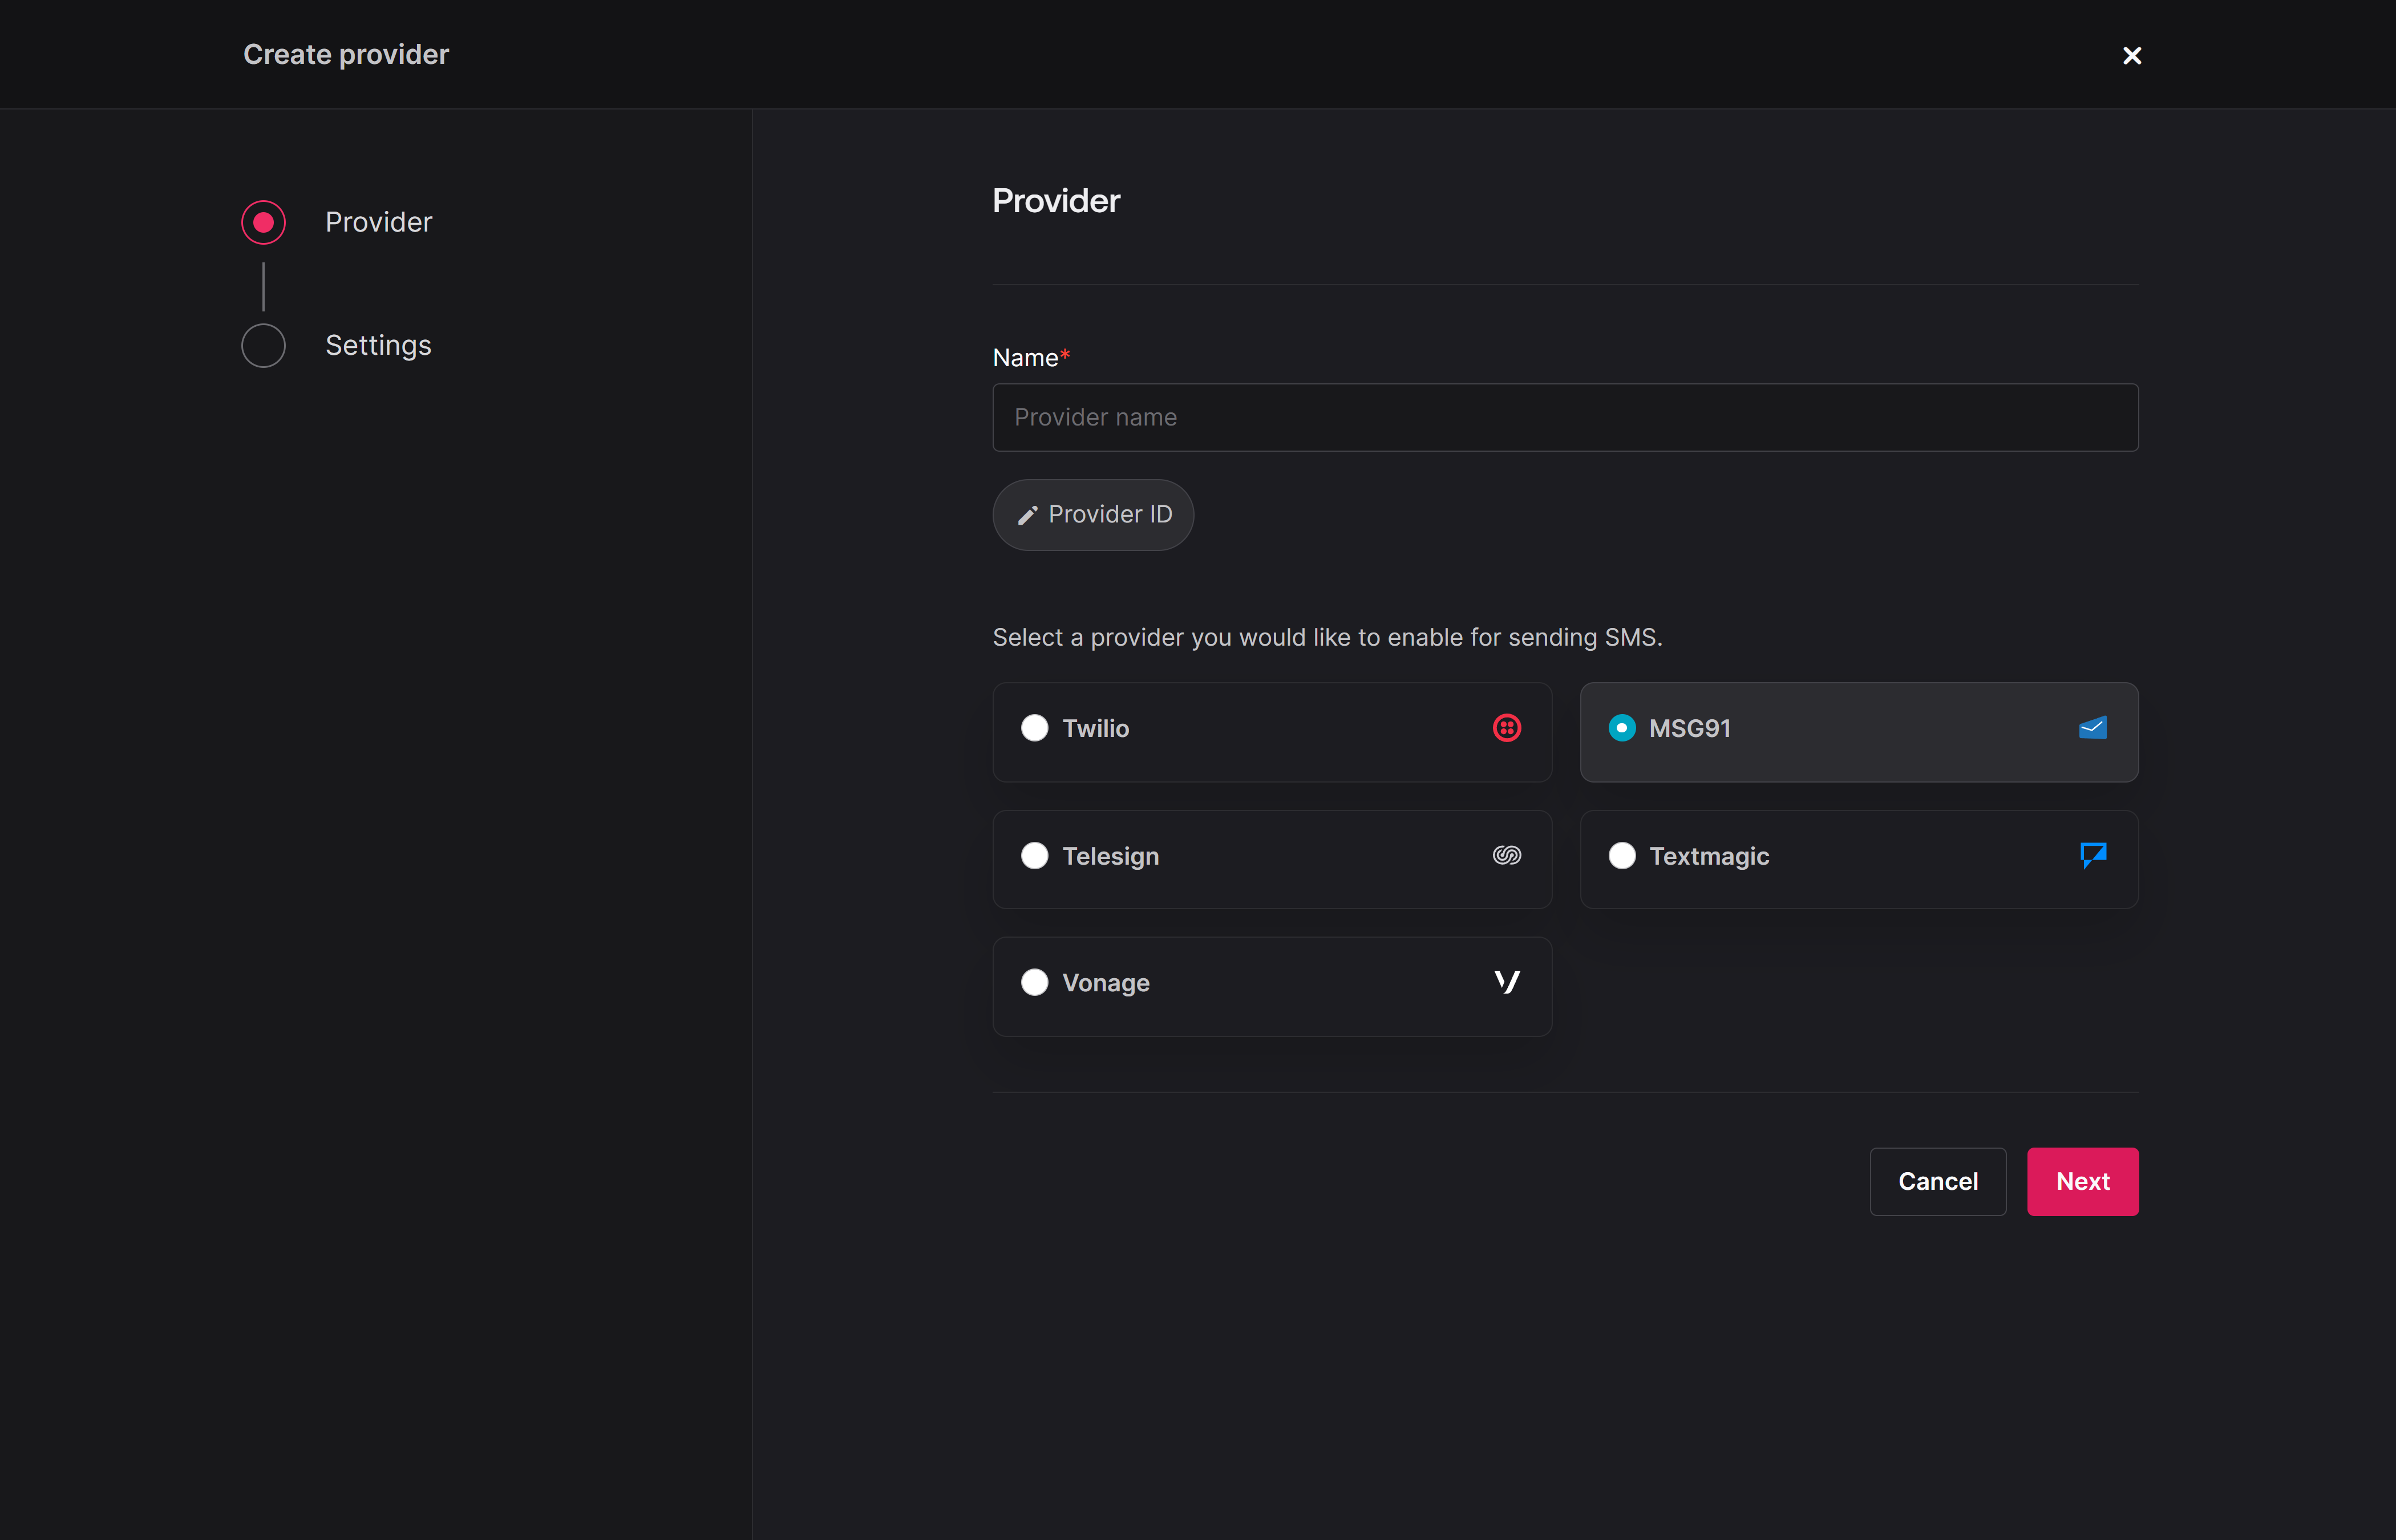 Create provider
Provider
Settings
Provider
Name*
Provider name
Provider ID
Select a provider you would like to enable for sending SMS.
Twilio
MSG91
Telesign
Textmagic
Vonage
Cancel
Next